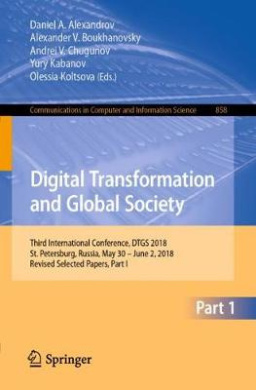 Daniel A. Alexandrov
Alexander V. Boukhanovsky
Andrei V. Chugunov
Yury Kabanov
Olessia Koltsova (Eds.)
Communications in Computer and Information Science 858
Digital Transformation
and Global Society
Third International Conference, DTGS 2018
St. Petersburg, Russia, May 30 – June 2, 2018
Revised Selected Papers, Part I
Part 1
Springer